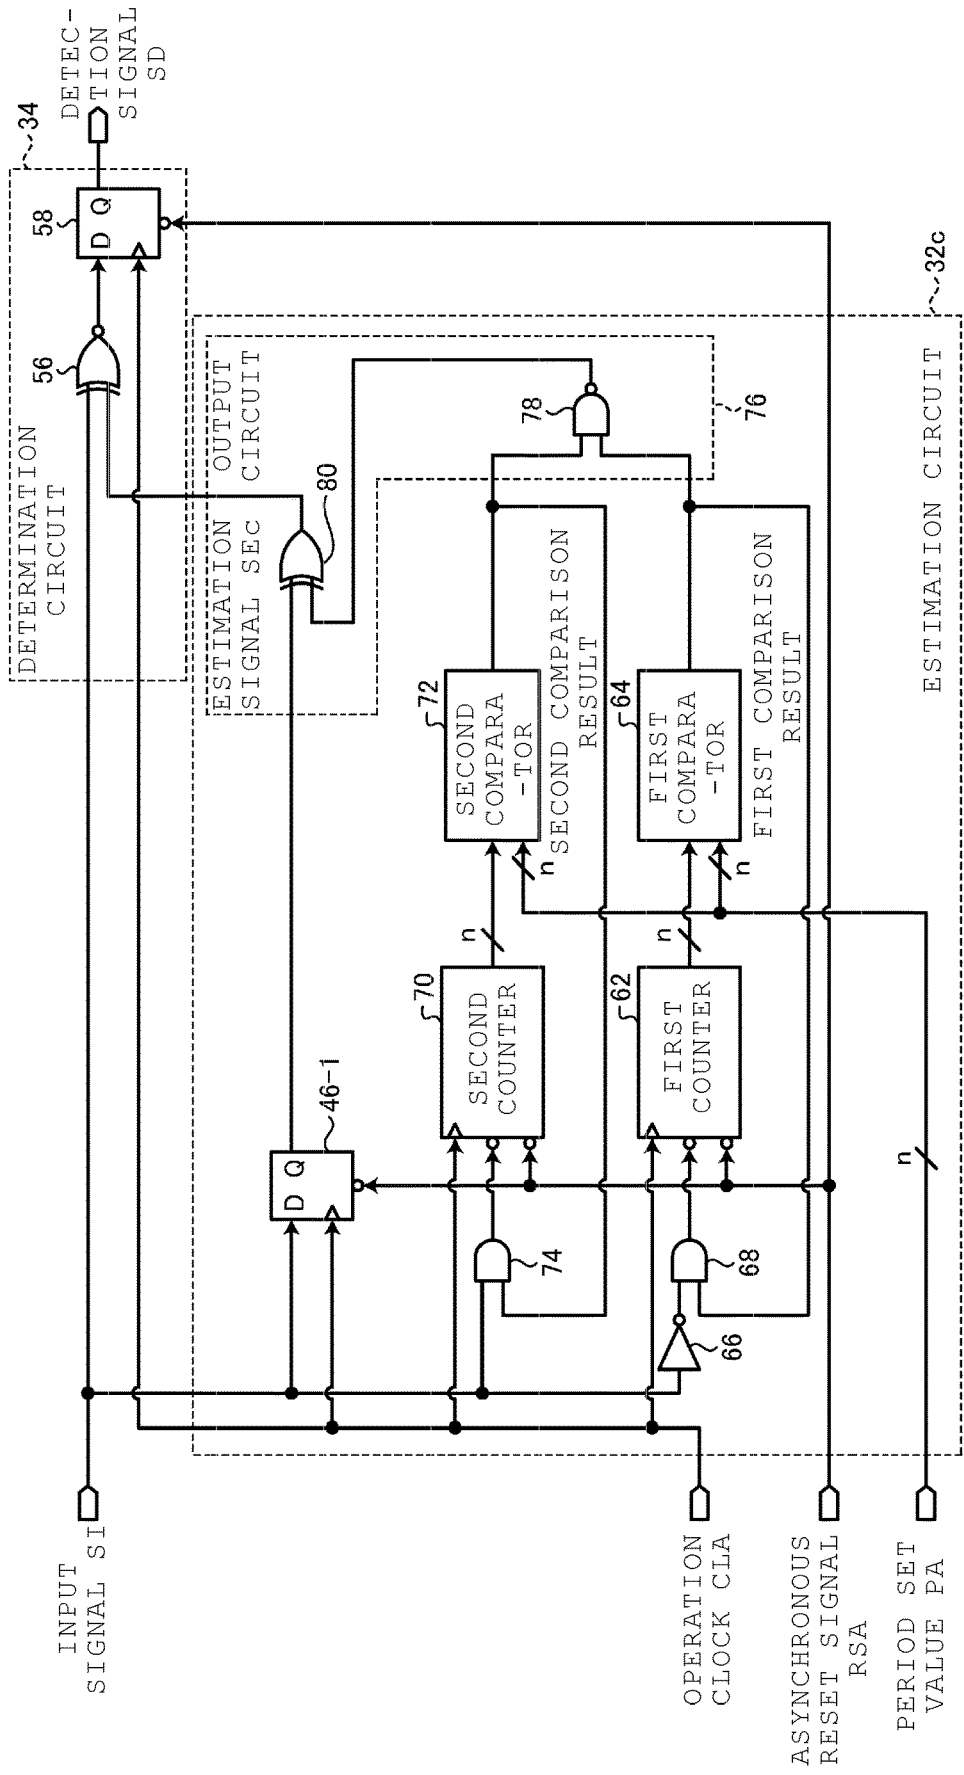 DETEC-
TION
SIGNAL
SD
34
DETERMINATION
CIRCUIT
58
D Q
56
ESTIMATION
SIGNAL SEC
OUTPUT
CIRCUIT
80
78
76
32c
ESTIMATION CIRCUIT
46-1
D Q
70
SECOND
COUNTER
n
72
SECOND
COMPARA
-TOR
n
SECOND COMPARISON
RESULT
74
62
FIRST
COUNTER
n
64
FIRST
COMPARA
-TOR
n
FIRST COMPARISON
RESULT
68
66
n
INPUT
SIGNAL SI
OPERATION
CLOCK CLA
ASYNCHRONOUS
RESET SIGNAL
RSA
PERIOD SET
VALUE PA